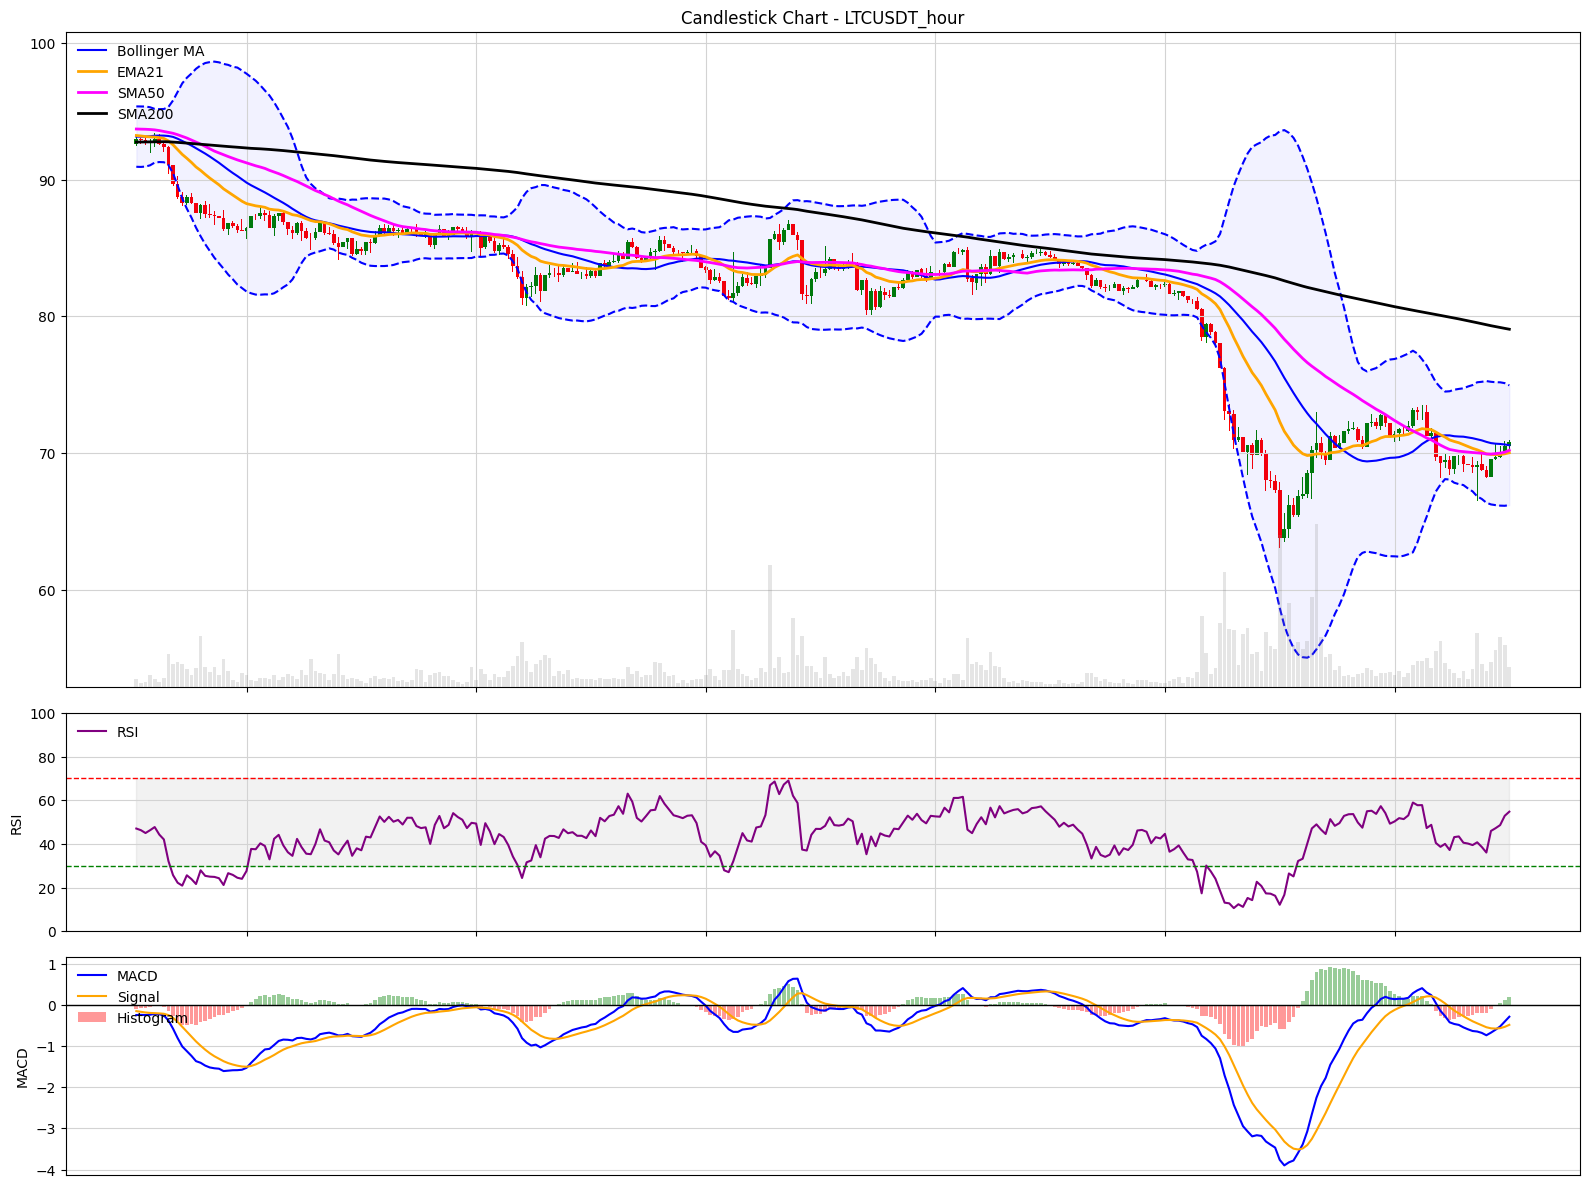 Candlestick Chart - LTCUSDT_hour
100
90
80
70
60
Bollinger MA
EMA21
SMA50
SMA200
100
80
60
40
20
0
RSI
RSI
1
0
−1
−2
−3
−4
MACD
MACD
Signal
Histogram